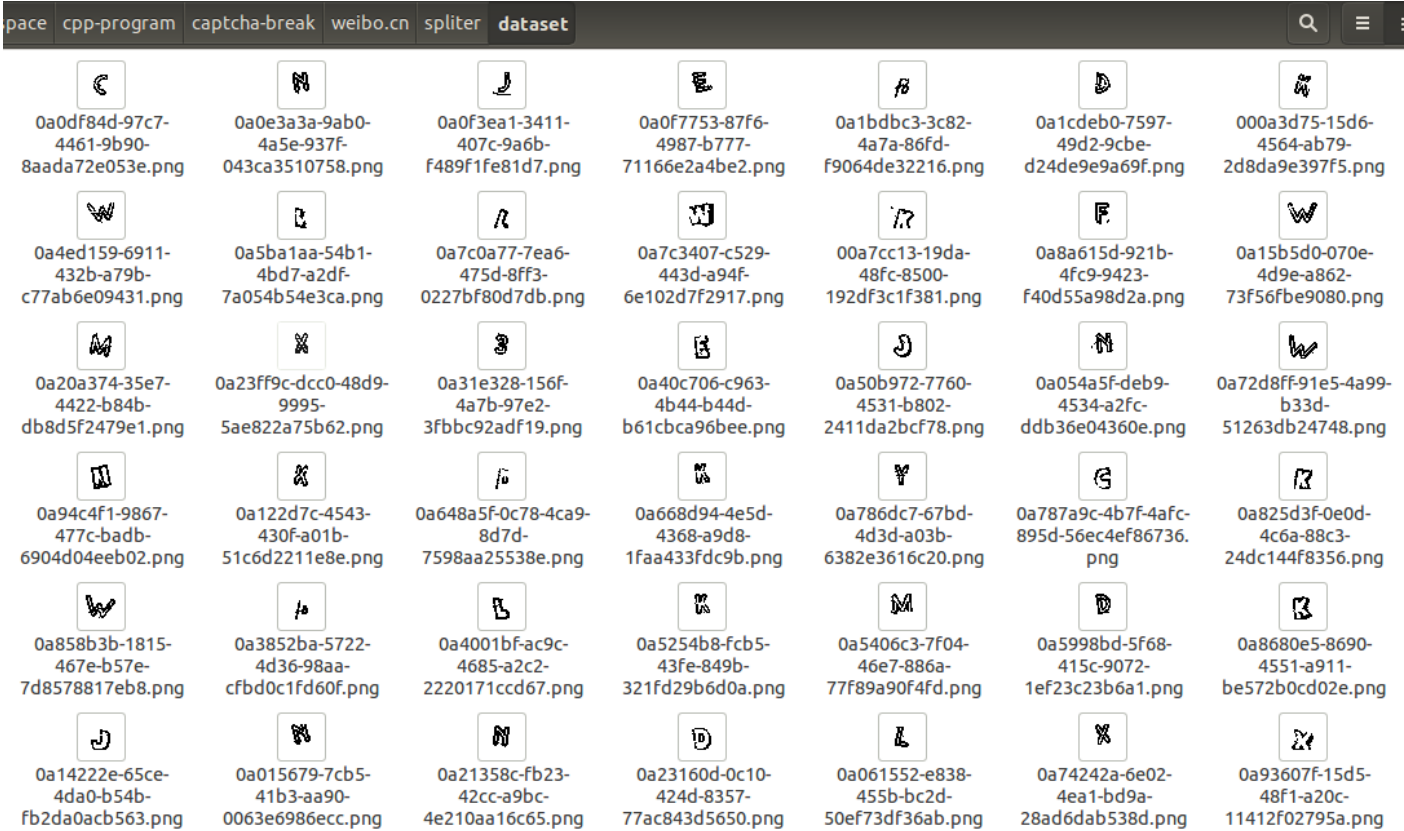 space cpp-program captcha-break weibo.cn spliter dataset
C N J E D
0a0df84d-97c7- 0a0e3a3a-9ab0- 0a0f3ea1-3411- 0a0f7753-87f6- 0a1bdbc3-3c82- 0a1cdeb0-7597- 000a3d75-15d6-
4461-9b90- 4a5e-937f- 407c-9a6b- 4987-b777- 4a7a-86fd- 49d2-9cbe- 4564-ab79-
8aada72e053e.png 043ca3510758.png f489f1fe81d7.png 71166e2a4be2.png f9064de32216.png d24de9e9a69f.png 2d8da9e397f5.png
W W F W
0a4ed159-6911- 0a5ba1aa-54b1- 0a7c0a77-7ea6- 0a7c3407-c529- 00a7cc13-19da- 0a8a615d-921b- 0a15b5d0-070e-
432b-a79b- 4bd7-a2df- 475d-8ff3- 443d-a94f- 48fc-8500- 4fc9-9423- 4d9e-a862-
c77ab6e09431.png 7a054b54e3ca.png 0227bf80d7db.png 6e102d7f2917.png 192df3c1f381.png f40d55a98d2a.png 73f56fbe9080.png
M X 3 E J N W
0a20a374-35e7- 0a23ff9c-dcc0-48d9- 0a31e328-156f- 0a40c706-c963- 0a50b972-7760- 0a054a5f-deb9- 0a72d8ff-91e5-4a99-
4422-b84b- 9995- 4a7b-97e2- 4b44-b44d- 4531-b802- 4534-a2fc- b33d-
db8d5f2479e1.png 5ae822a75b62.png 3fbbc92adf19.png b61cbca96bee.png 2411da2bcf78.png ddb36e04360e.png 51263db24748.png
N X K Y G K
0a94c4f1-9867- 0a122d7c-4543- 0a648a5f-0c78-4ca9- 0a668d94-4e5d- 0a786dc7-67bd- 0a787a9c-4b7f-4afc- 0a825d3f-0e0d-
477c-badb- 430f-a01b- 8d7d- 4368-a9d8- 4d3d-a03b- 895d-56ec4ef86736. 4c6a-88c3-
6904d04eeb02.png 51c6d2211e8e.png 7598aa25538e.png 1faa433fdc9b.png 6382e3616c20.png png 24dc144f8356.png
W L K M D K
0a858b3b-1815- 0a3852ba-5722- 0a4001bf-ac9c- 0a5254b8-fcb5- 0a5406c3-7f04- 0a5998bd-5f68- 0a8680e5-8690-
467e-b57e- 4d36-98aa- 4685-a2c2- 43fe-849b- 46e7-886a- 415c-9072- 4551-a911-
7d8578817eb8.png cfbd0c1fd60f.png 2220171ccd67.png 321fd29b6d0a.png 77f89a90f4fd.png 1ef23c23b6a1.png be572b0cd02e.png
J N N D L X X
0a14222e-65ce- 0a015679-7cb5- 0a21358c-fb23- 0a23160d-0c10- 0a061552-e838- 0a74242a-6e02- 0a93607f-15d5-
4da0-b54b- 41b3-aa90- 42cc-a9bc- 424d-8357- 455b-bc2d- 4ea1-bd9a- 48f1-a20c-
fb2da0acb563.png 0063e6986ecc.png 4e210aa16c65.png 77ac843d5650.png 50ef73df36ab.png 28ad6dab538d.png 11412f02795a.png